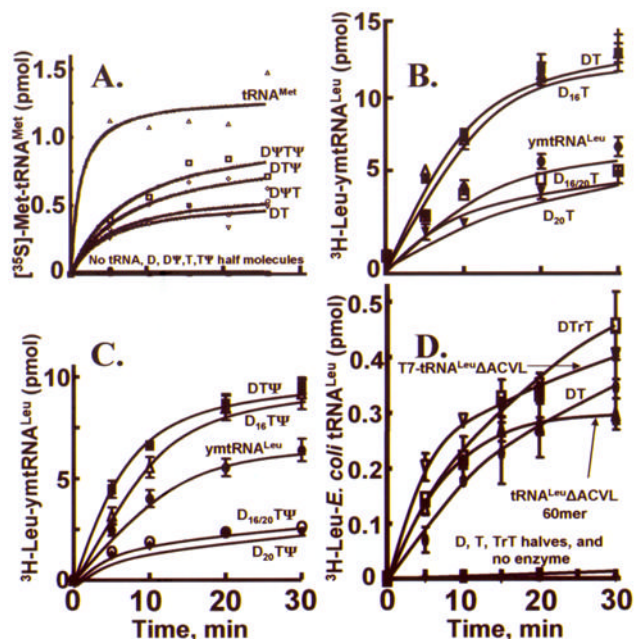 A.
[³⁵S]-Met-tRNAᴹᵉᵗ (pmol)
1.5
1.0
0.5
0
tRNAᴹᵉᵗ
DΨTΨ
DTΨ
DΨT
DT
No tRNA, D, DΨ,T,TΨ half molecules
B.
³H-Leu-ymtRNAᴸᵉᵘ (pmol)
15
10
5
0
DT
D₁₆T
ymtRNAᴸᵉᵘ
D₁₆/₂₀T
D₂₀T
C.
³H-Leu-ymtRNAᴸᵉᵘ (pmol)
10
5
0
DTΨ
D₁₆TΨ
ymtRNAᴸᵉᵘ
D₁₆/₂₀TΨ
D₂₀TΨ
0 10 20 30
Time, min
D.
³H-Leu-E. coli tRNAᴸᵉᵘ (pmol)
0.4
0.3
0.2
0.1
0
DTrT
T7-tRNAᴸᵉᵘΔACVL
DT
tRNAᴸᵉᵘΔACVL
60mer
D, T, TrT halves, and
no enzyme
0 10 20 30
Time, min